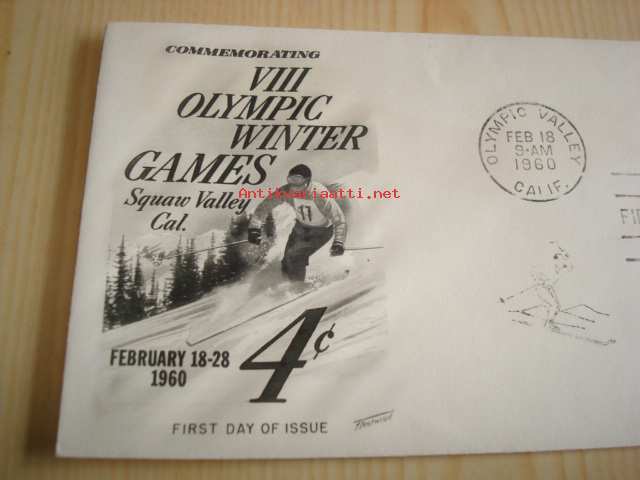 COMMEMORATING
VIII
OLYMPIC
WINTER
GAMES
Squaw Valley
Cal.
Antikvariaatti.net
17
4¢
FEBRUARY 18-28
1960
FIRST DAY OF ISSUE
Fleetwood
OLYMPIC VALLEY
FEB 18
9-AM
1960
CALIF.